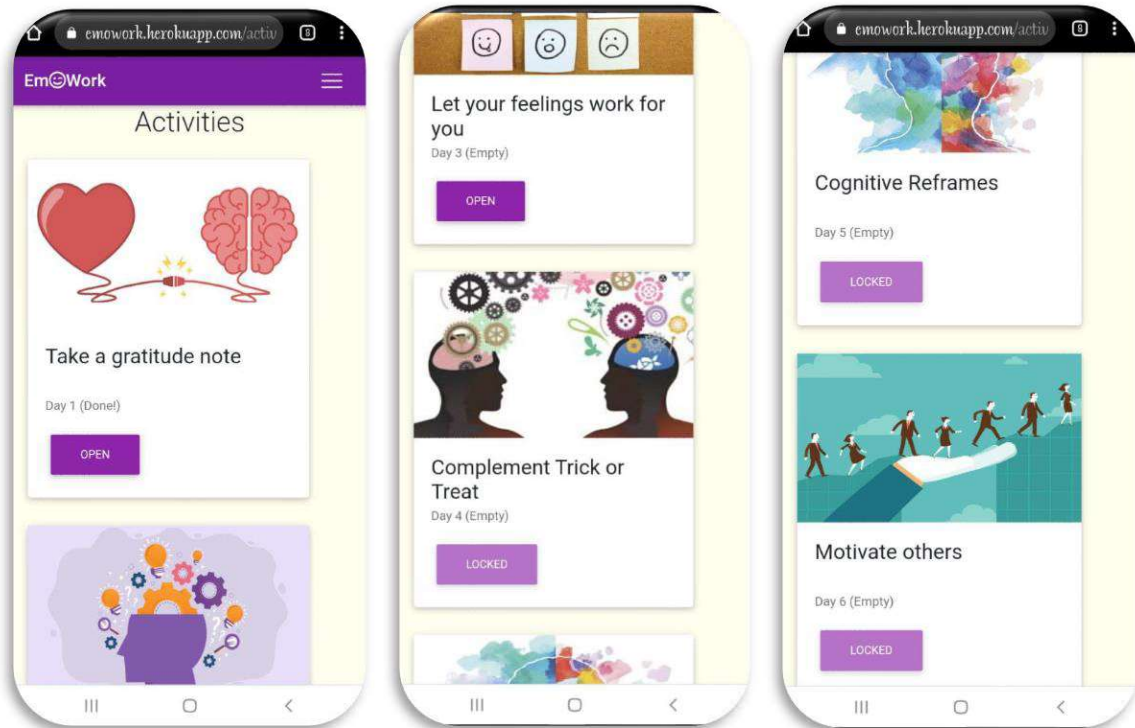 emowork.herokuapp.com/activ
8
Em☺Work
Activities
Take a gratitude note
Day 1 (Done!)
OPEN
Let your feelings work for
you
Day 3 (Empty)
OPEN
Complement Trick or
Treat
Day 4 (Empty)
LOCKED
emowork.herokuapp.com/activ
8
Cognitive Reframes
Day 5 (Empty)
LOCKED
Motivate others
Day 6 (Empty)
LOCKED